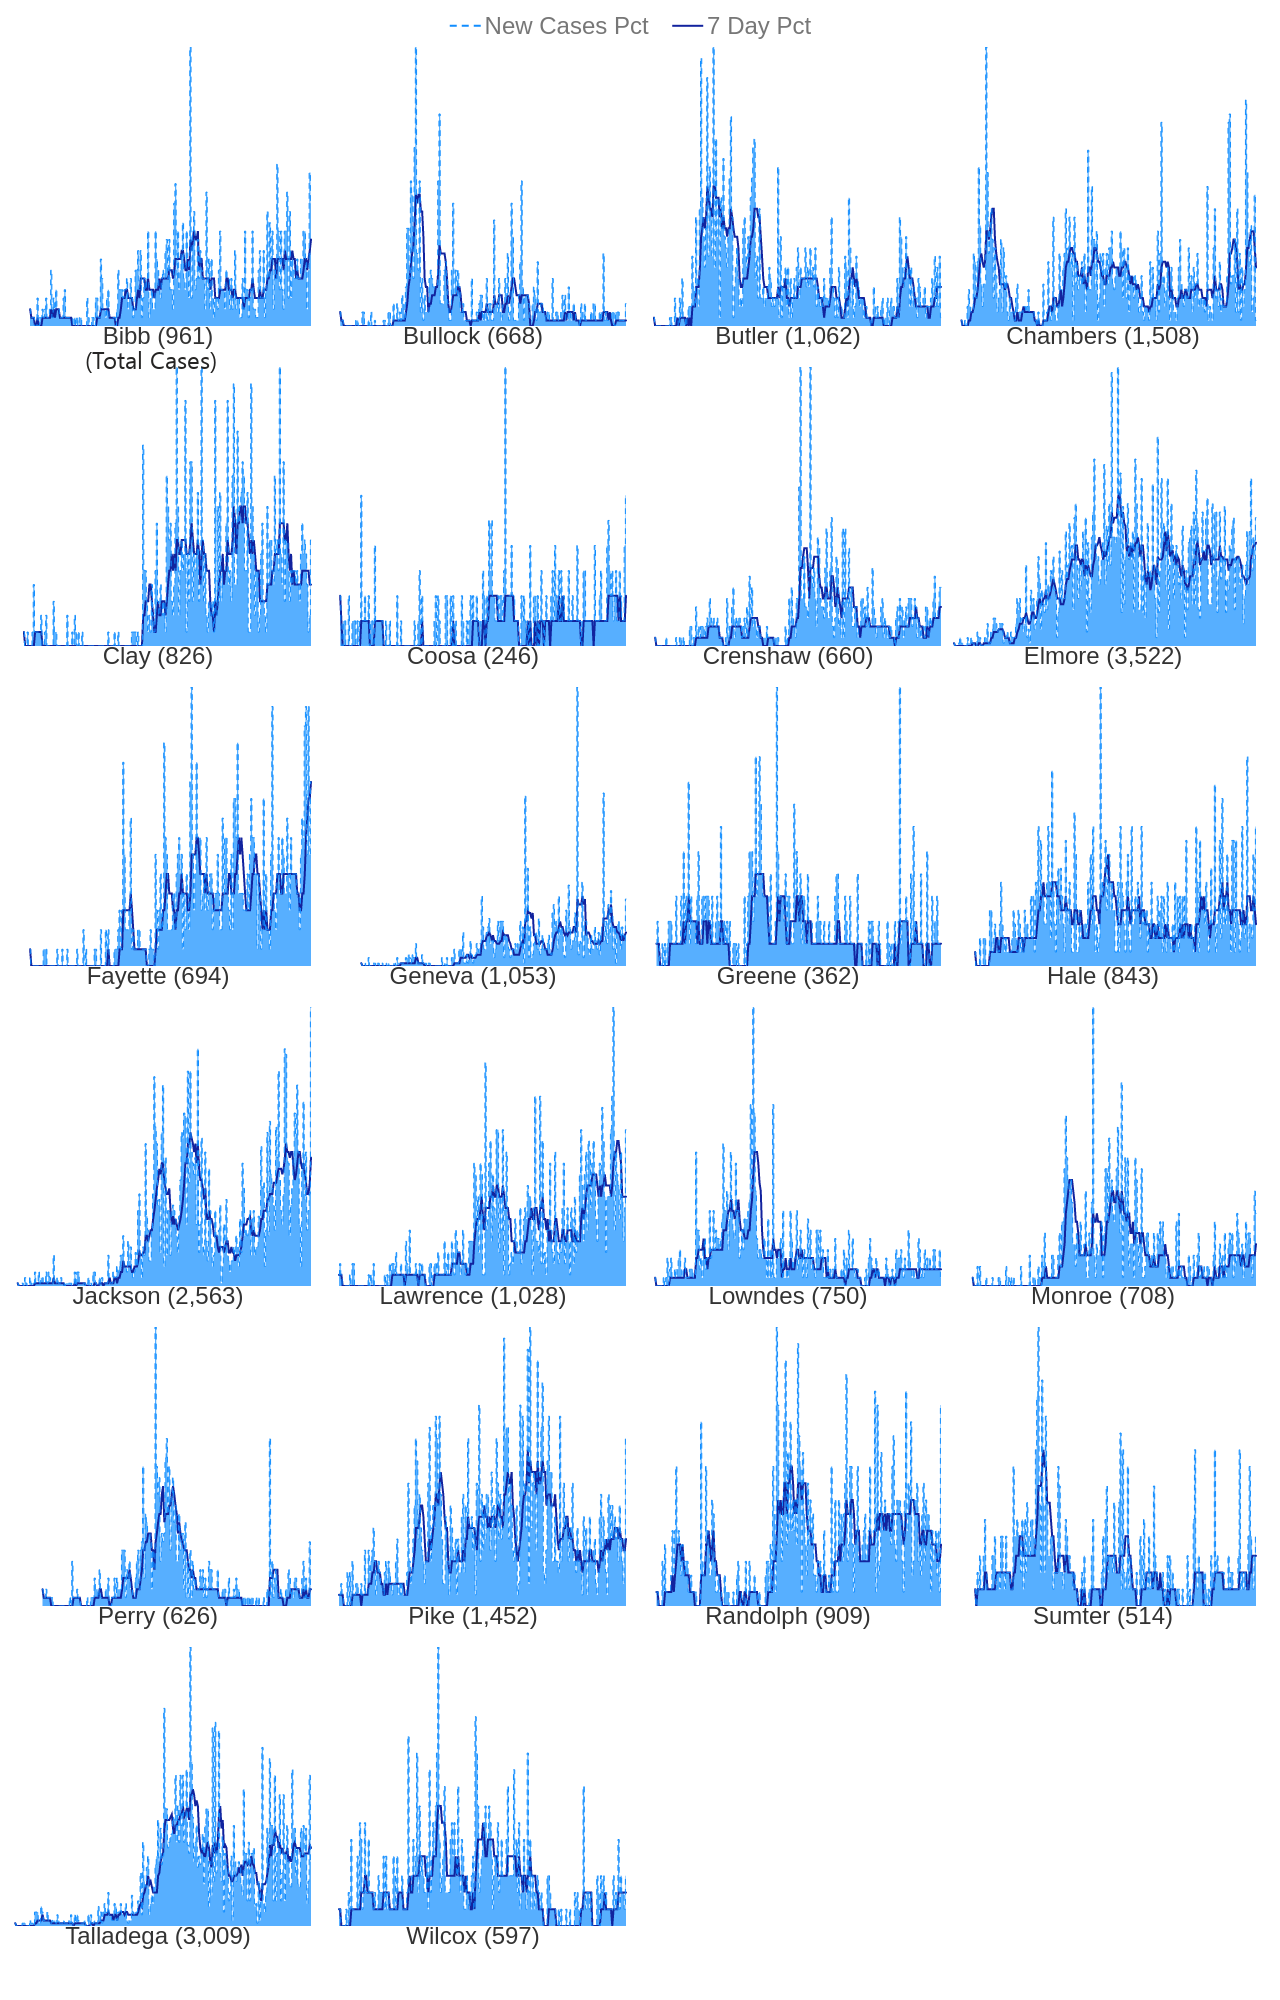 New Cases Pct 7 Day Pct
Bibb (961) Bullock (668) Butler (1,062) Chambers (1,508)
(Total Cases)
Clay (826) Coosa (246) Crenshaw (660) Elmore (3,522)
Fayette (694) Geneva (1,053) Greene (362) Hale (843)
Jackson (2,563) Lawrence (1,028) Lowndes (750) Monroe (708)
Perry (626) Pike (1,452) Randolph (909) Sumter (514)
Talladega (3,009) Wilcox (597)